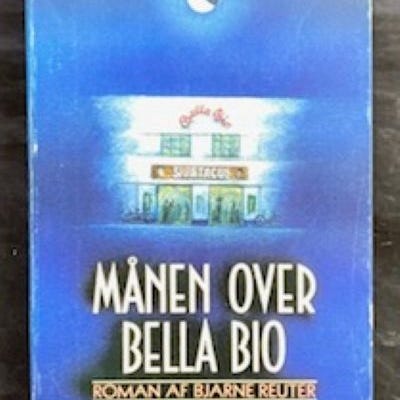 Bella Bio
SPARTACUS
MÅNEN OVER
BELLA BIO
ROMAN AF BJARNE REUTER